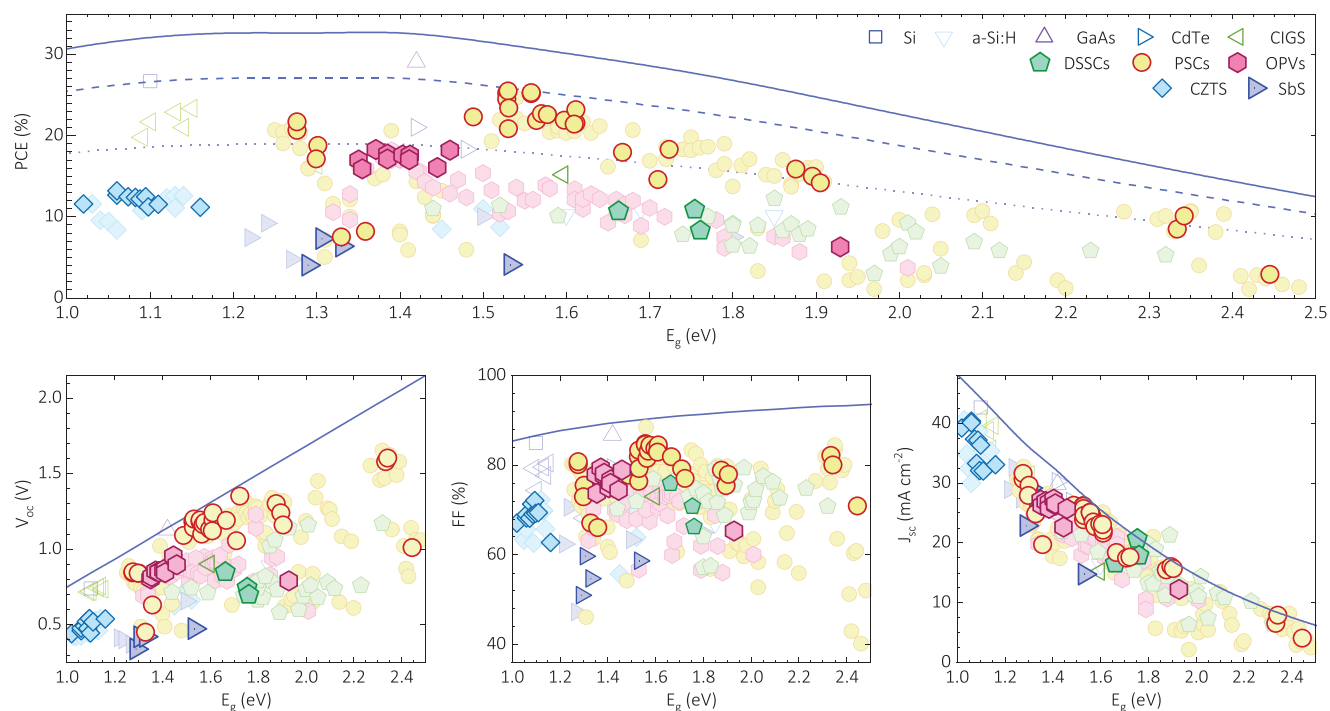 PCE (%)
30
20
10
0
Si a-Si:H GaAs CdTe CIGS
DSSCs PSCs OPVs
CZTS SbS
1.0 1.1 1.2 1.3 1.4 1.5 1.6 1.7 1.8 1.9 2.0 2.1 2.2 2.3 2.4 2.5
Eg (eV)
Voc (V)
2.0
1.5
1.0
0.5
1.0 1.2 1.4 1.6 1.8 2.0 2.2 2.4
Eg (eV)
FF (%)
100
80
60
40
1.0 1.2 1.4 1.6 1.8 2.0 2.2 2.4
Eg (eV)
Jsc (mA cm-2)
40
30
20
10
0
1.0 1.2 1.4 1.6 1.8 2.0 2.2 2.4
Eg (eV)